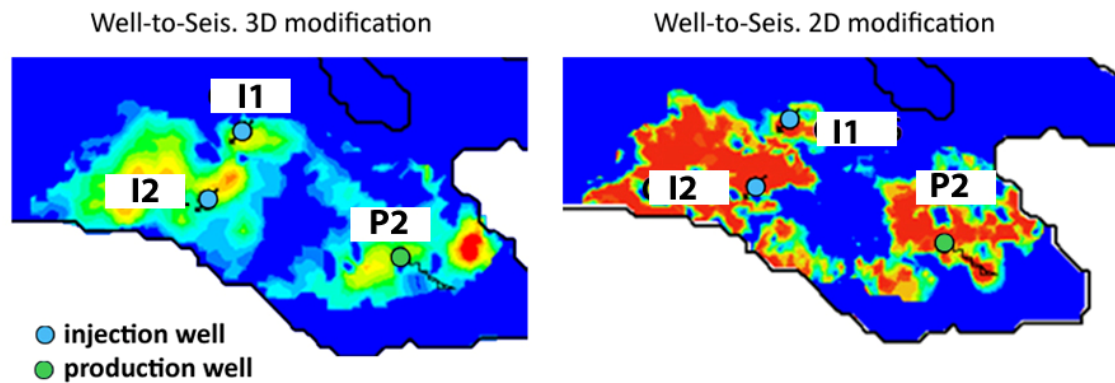 Well-to-Seis. 3D modification
Well-to-Seis. 2D modification
I1
I2
P2
I1
I2
P2
injection well
production well